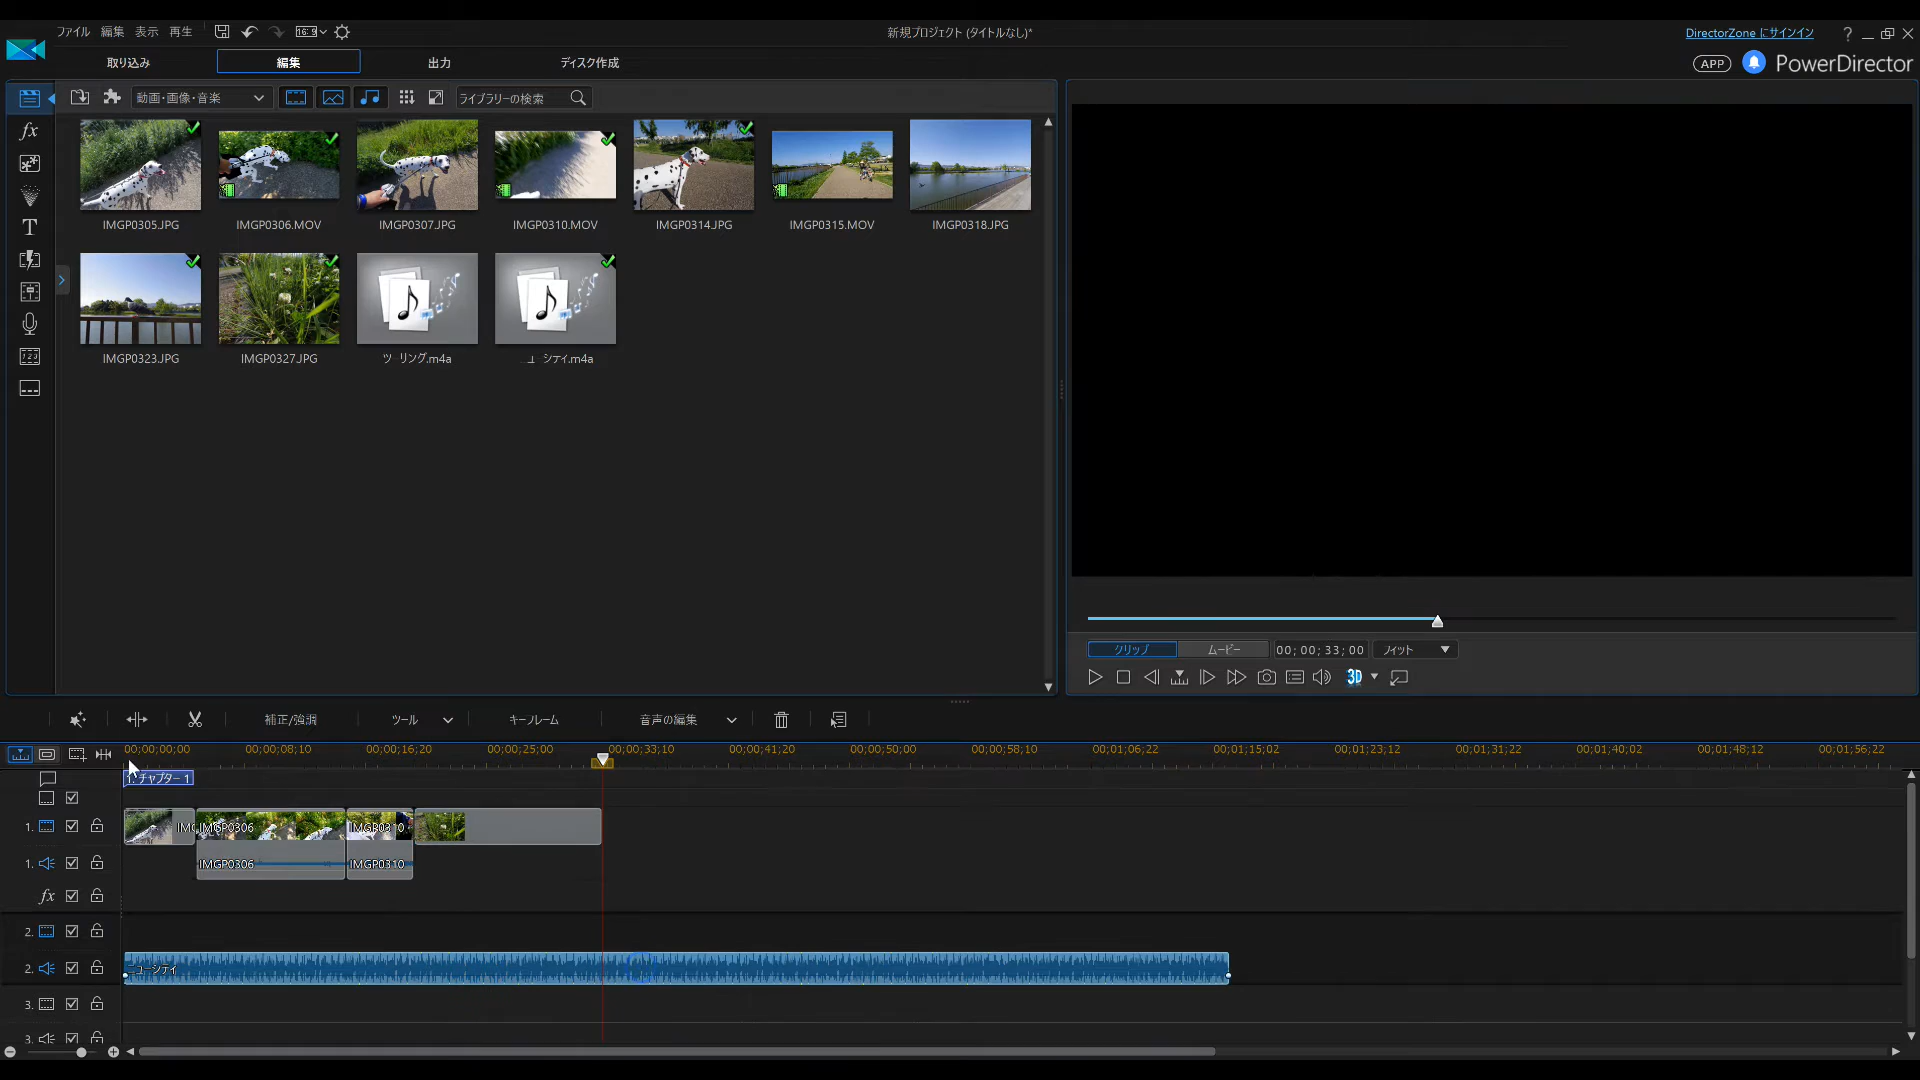 ファイル 編集 表示 再生 16:9 新規プロジェクト (タイトルなし)* DirectorZone にサインイン ?
取り込み 編集 出力 ディスク作成 APP PowerDirector
動画・画像・音楽 ライブラリーの検索
fx
T
IMGP0305.JPG IMGP0306.MOV IMGP0307.JPG IMGP0310.MOV IMGP0314.JPG IMGP0315.MOV IMGP0318.JPG
IMGP0323.JPG IMGP0327.JPG ツーリング.m4a シティ.m4a
クリップ ムービー 00; 00; 33; 00 フィット
3D
補正/強調 ツール キーフレーム 音声の編集
00;00;00;00 00;00;08;10 00;00;16;20 00;00;25;00 00;00;33;10 00;00;41;20 00;00;50;00 00;00;58;10 00;01;06;22 00;01;15;02 00;01;23;12 00;01;31;22 00;01;40;02 00;01;48;12 00;01;56;22
1. チャプター 1
1. IMGP0306 IMGP0310
1. IMGP0306 IMGP0310
fx
2.
2. ニューシティ
3.
3.